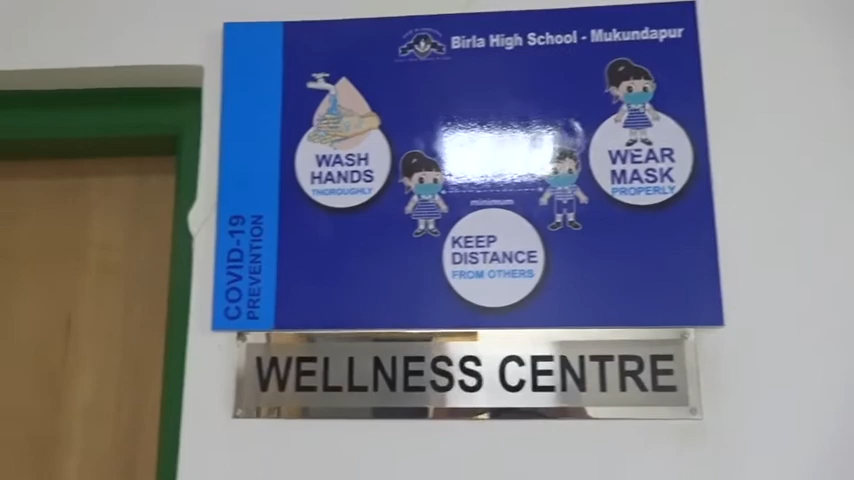 Birla High School - Mukundapur
WASH
HANDS
THOROUGHLY
WEAR
MASK
PROPERLY
minimum
KEEP
DISTANCE
FROM OTHERS
COVID-19
PREVENTION
WELLNESS CENTRE